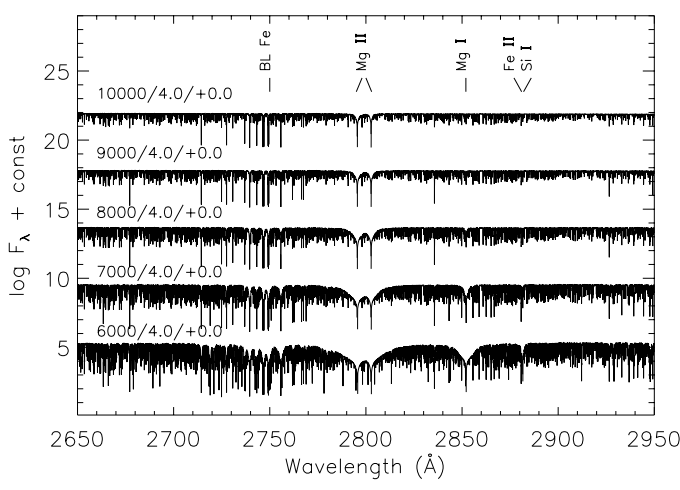 BL Fe
Mg II
Mg I
Fe II
Si I
25
20
15
10
5
log Fλ + const
10000/4.0/+0.0
9000/4.0/+0.0
8000/4.0/+0.0
7000/4.0/+0.0
6000/4.0/+0.0
2650 2700 2750 2800 2850 2900 2950
Wavelength (Å)